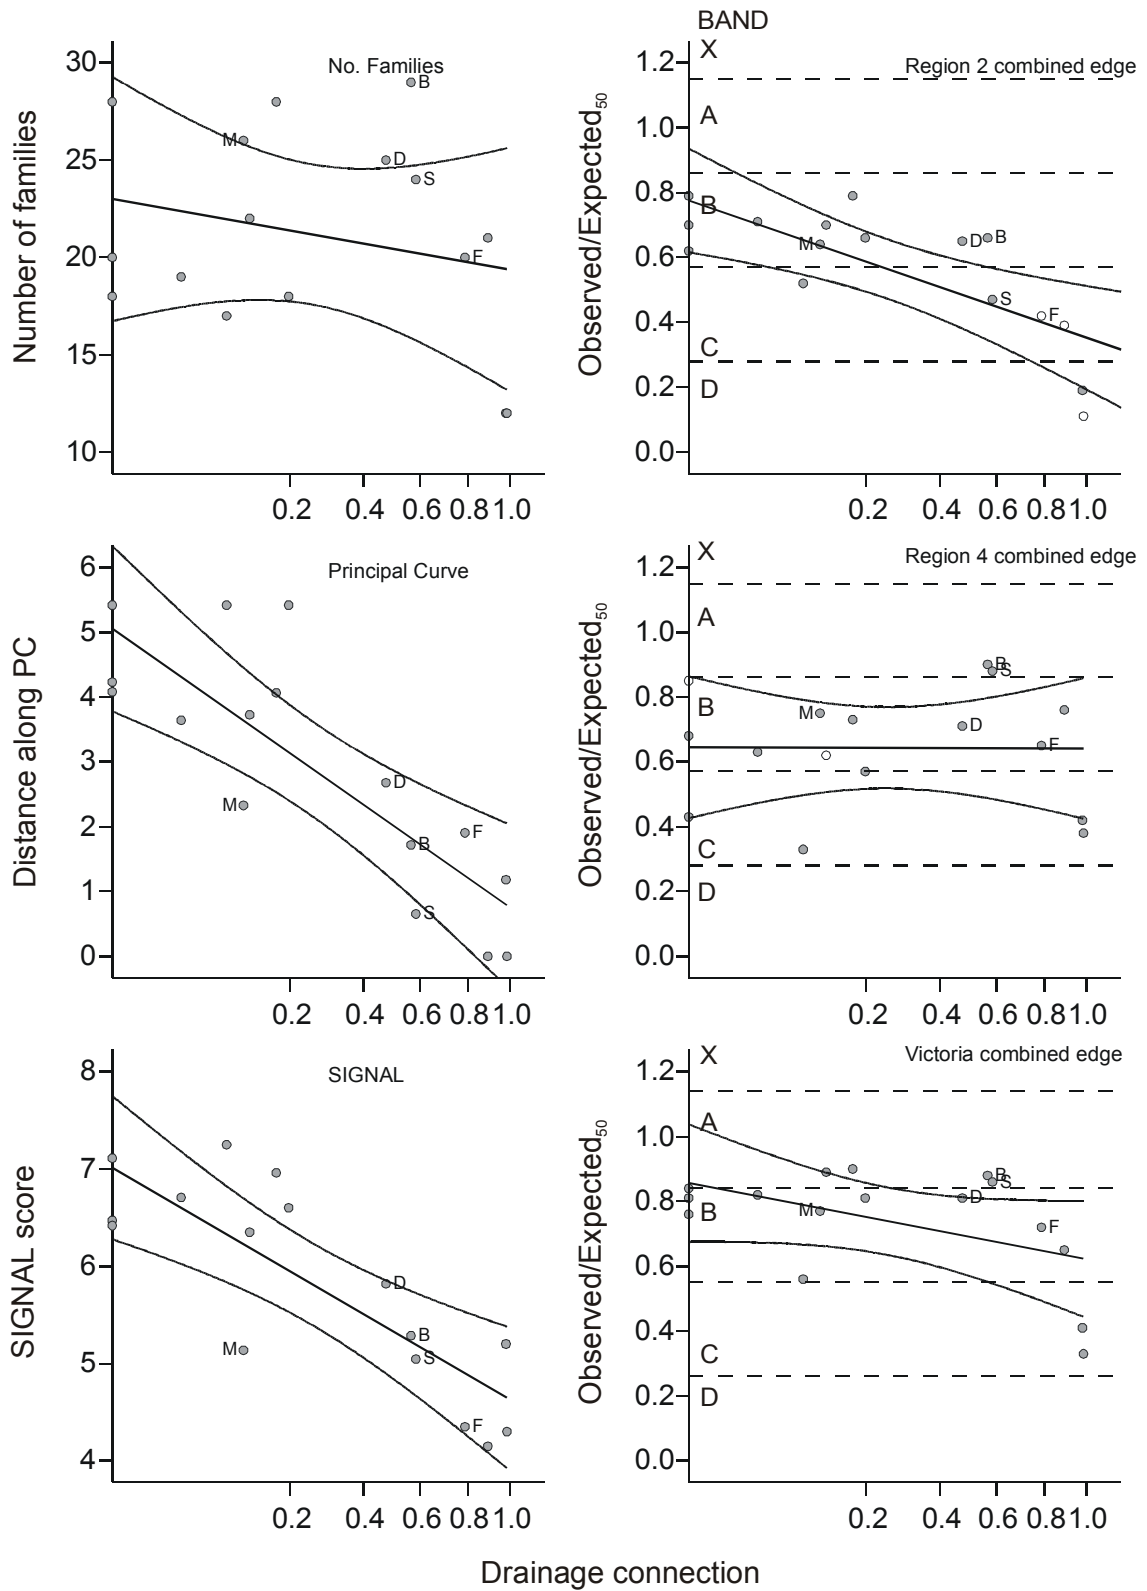 BAND
No. Families
30
25
20
15
10
Number of families
M
B
D
S
F
0.2 0.4 0.6 0.8 1.0
Region 2 combined edge
1.2
1.0
0.8
0.6
0.4
0.2
0.0
Observed/Expected50
X
A
B
C
D
M
D
B
S
F
0.2 0.4 0.6 0.8 1.0
Principal Curve
6
5
4
3
2
1
0
Distance along PC
M
D
B
F
S
0.2 0.4 0.6 0.8 1.0
Region 4 combined edge
1.2
1.0
0.8
0.6
0.4
0.2
0.0
Observed/Expected50
X
A
B
C
D
B
S
M
D
F
0.2 0.4 0.6 0.8 1.0
SIGNAL
8
7
6
5
4
SIGNAL score
D
B
M
S
F
0.2 0.4 0.6 0.8 1.0
Victoria combined edge
1.2
1.0
0.8
0.6
0.4
0.2
0.0
Observed/Expected50
X
A
B
C
D
B
S
D
M
F
0.2 0.4 0.6 0.8 1.0
Drainage connection